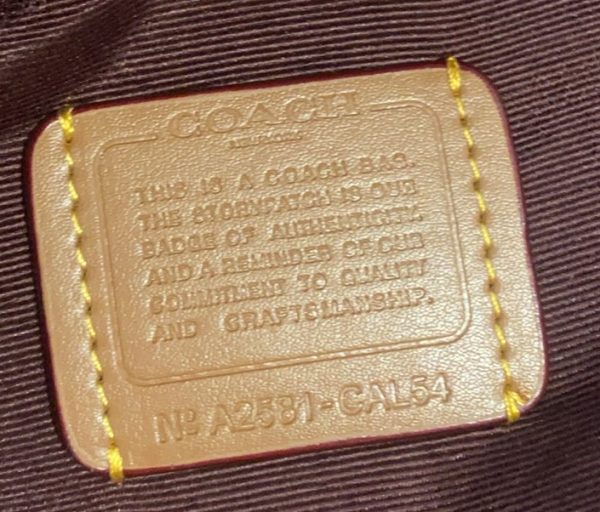 COACH
THIS IS A COACH BAG.
THE STORYPATCH IS OUR
BADGE OF AUTHENTICITY,
AND A REMINDER OF OUR
COMMITMENT TO QUALITY
AND CRAFTSMANSHIP.
Nº A2581-CAL54